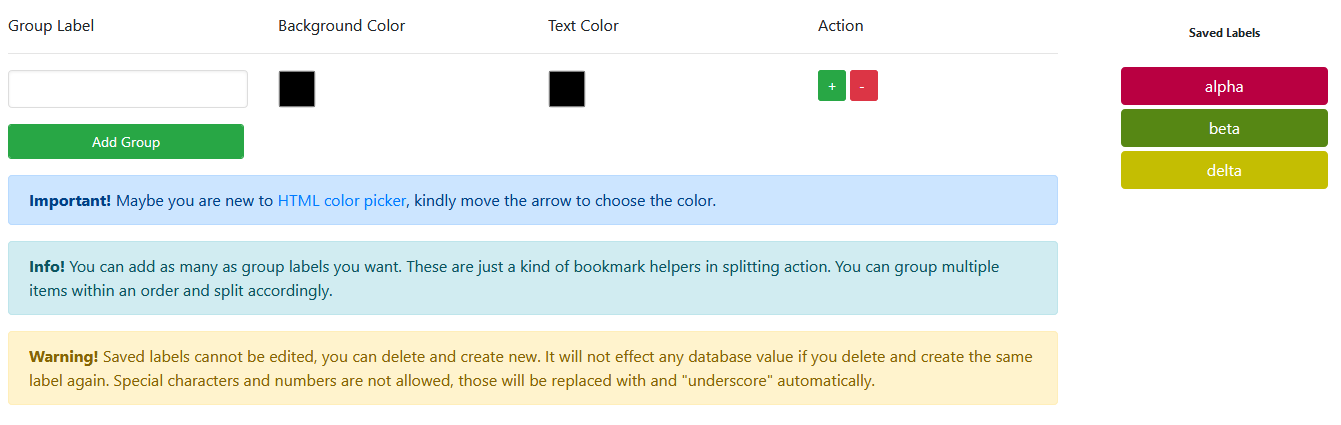 Group Label Background Color Text Color Action
+ -
Add Group
Important! Maybe you are new to HTML color picker, kindly move the arrow to choose the color.
Info! You can add as many as group labels you want. These are just a kind of bookmark helpers in splitting action. You can group multiple
items within an order and split accordingly.
Warning! Saved labels cannot be edited, you can delete and create new. It will not effect any database value if you delete and create the same
label again. Special characters and numbers are not allowed, those will be replaced with and "underscore" automatically.
Saved Labels
alpha
beta
delta